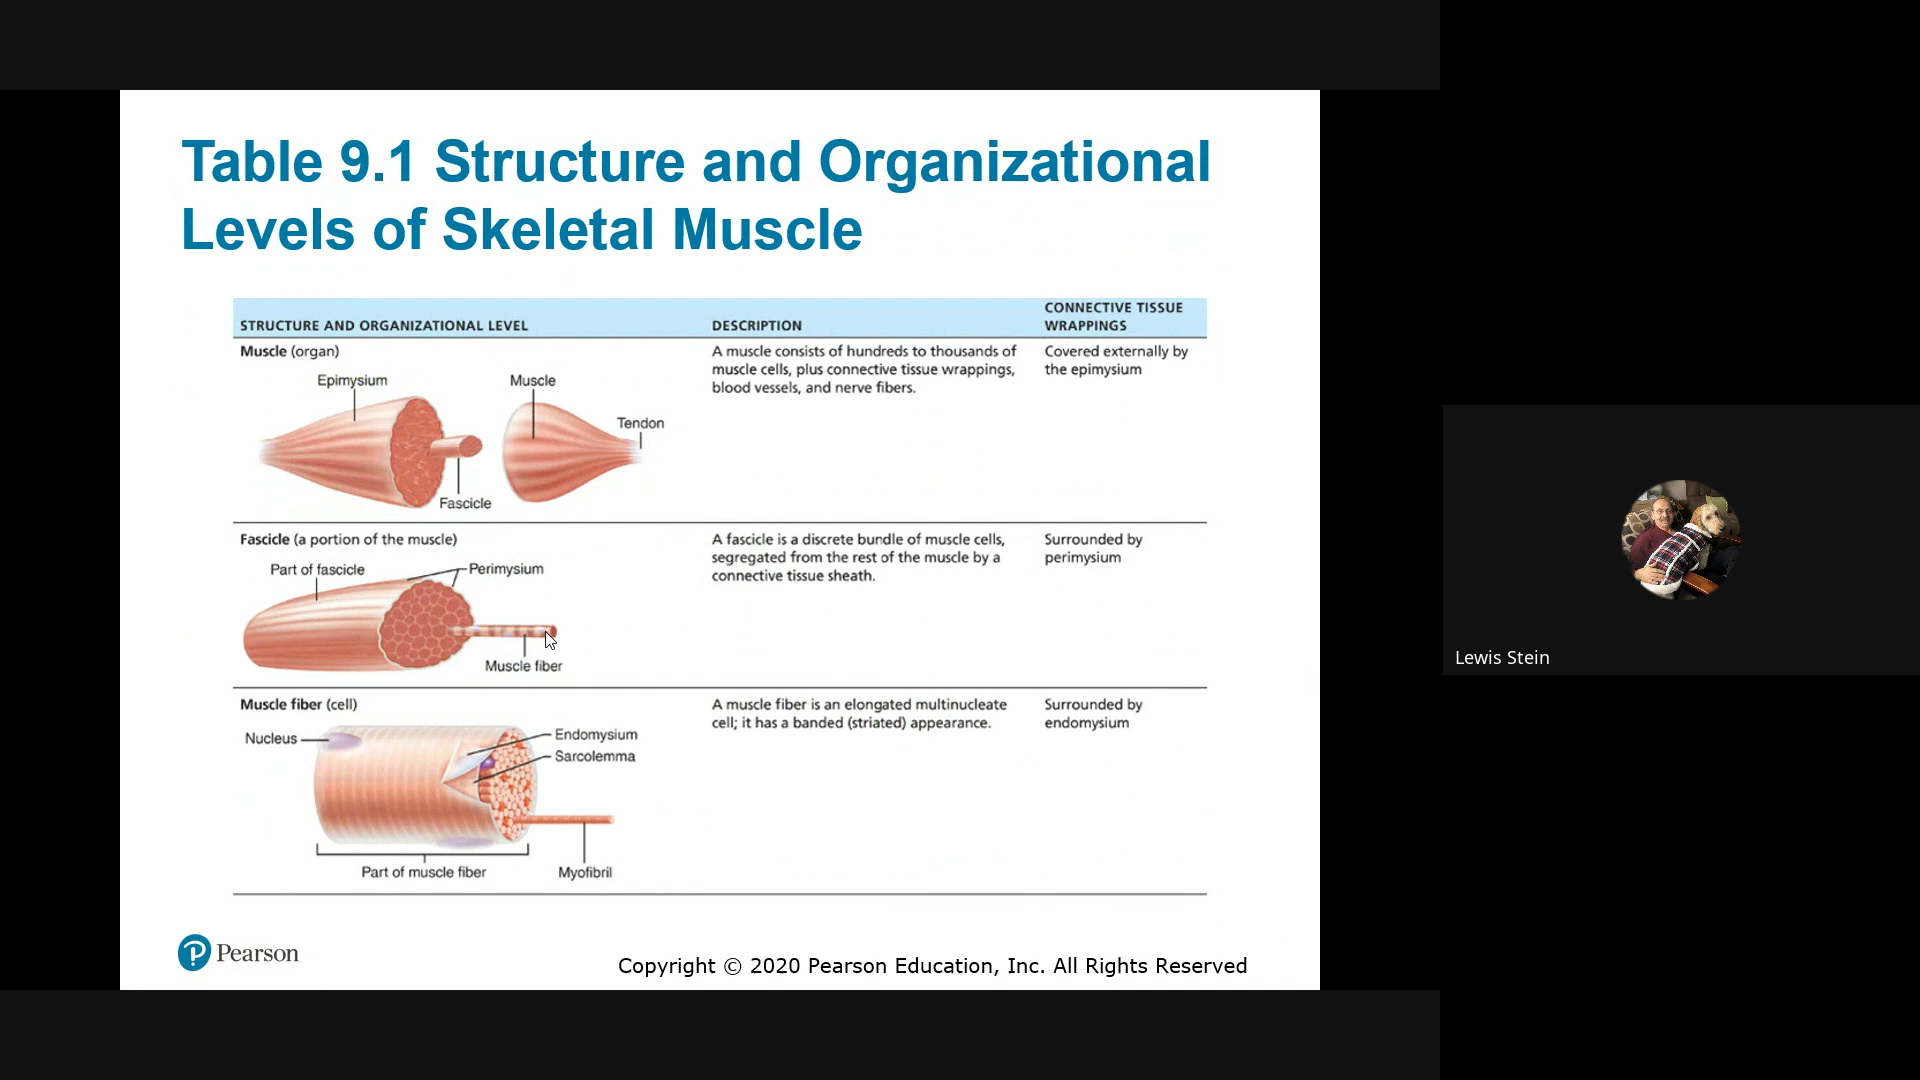 Table 9.1 Structure and Organizational
Levels of Skeletal Muscle
STRUCTURE AND ORGANIZATIONAL LEVEL
DESCRIPTION
CONNECTIVE TISSUE
WRAPPINGS
Muscle (organ)
Epimysium
Muscle
Tendon
Fascicle
A muscle consists of hundreds to thousands of
muscle cells, plus connective tissue wrappings,
blood vessels, and nerve fibers.
Covered externally by
the epimysium
Fascicle (a portion of the muscle)
Part of fascicle
Perimysium
Muscle fiber
A fascicle is a discrete bundle of muscle cells,
segregated from the rest of the muscle by a
connective tissue sheath.
Surrounded by
perimysium
Muscle fiber (cell)
Nucleus
Endomysium
Sarcolemma
Part of muscle fiber
Myofibril
A muscle fiber is an elongated multinucleate
cell; it has a banded (striated) appearance.
Surrounded by
endomysium
Pearson
Copyright © 2020 Pearson Education, Inc. All Rights Reserved
Lewis Stein